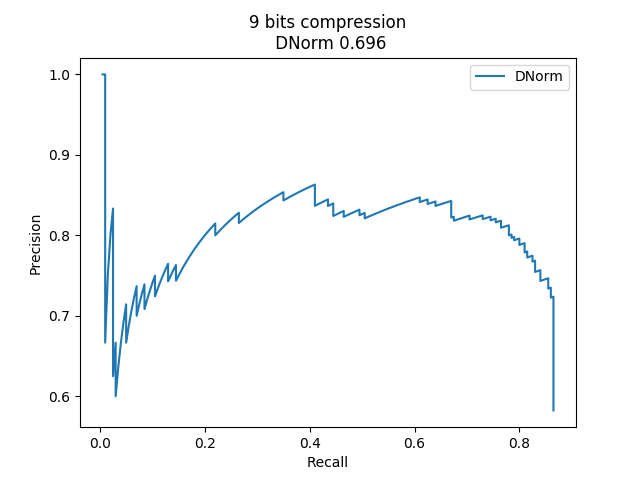 9 bits compression
DNorm 0.696
DNorm
Precision
1.0
0.9
0.8
0.7
0.6
0.0 0.2 0.4 0.6 0.8
Recall